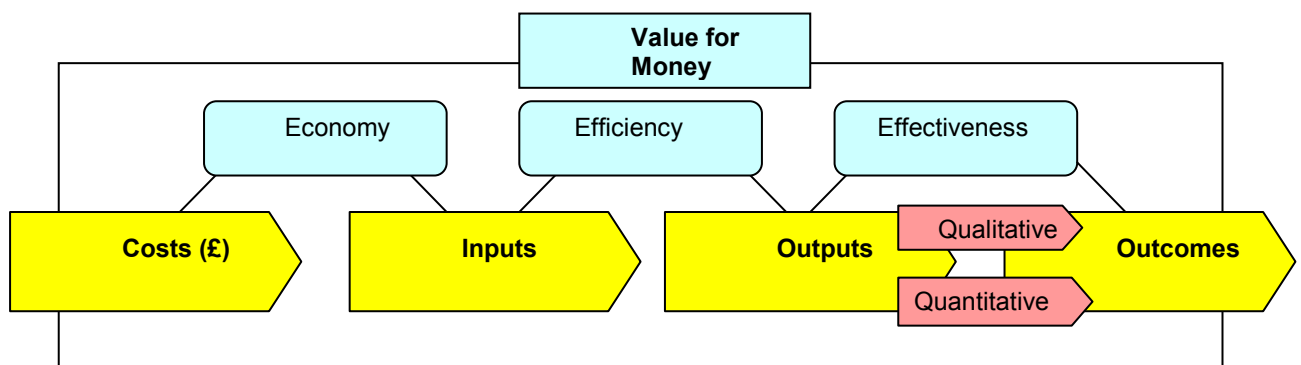 Value for
Money
Economy
Efficiency
Effectiveness
Costs (£)
Inputs
Outputs
Qualitative
Outcomes
Quantitative